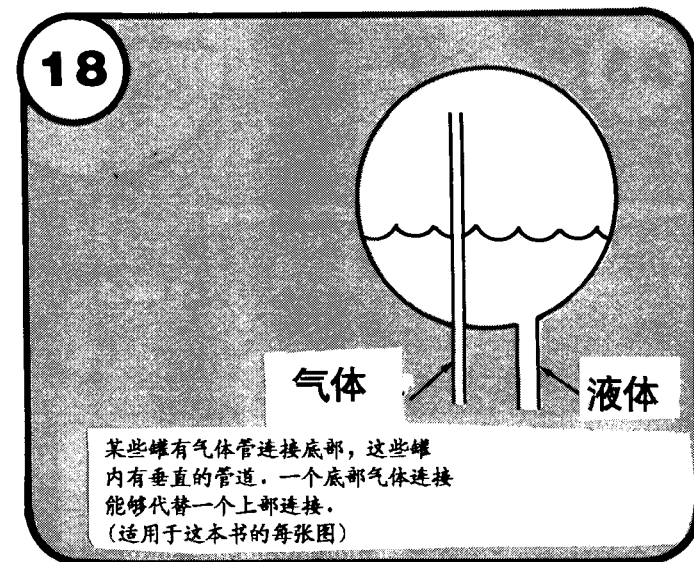 18
气体
液体
某些罐有气体管连接底部，这些罐
内有垂直的管道．一个底部气体连接
能够代替一个上部连接．
(适用于这本书的每张图)